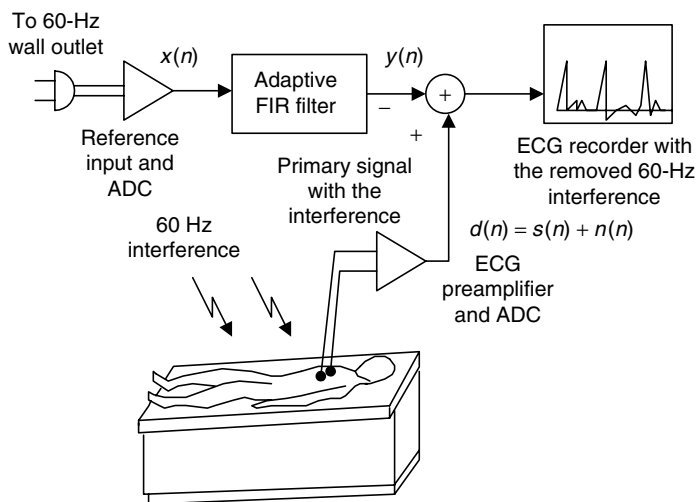 To 60-Hz
wall outlet
x(n)
Adaptive
FIR filter
y(n)
−
+
+
Reference
input and
ADC
Primary signal
with the
interference
ECG recorder with
the removed 60-Hz
interference
60 Hz
interference
d(n) = s(n) + n(n)
ECG
preamplifier
and ADC